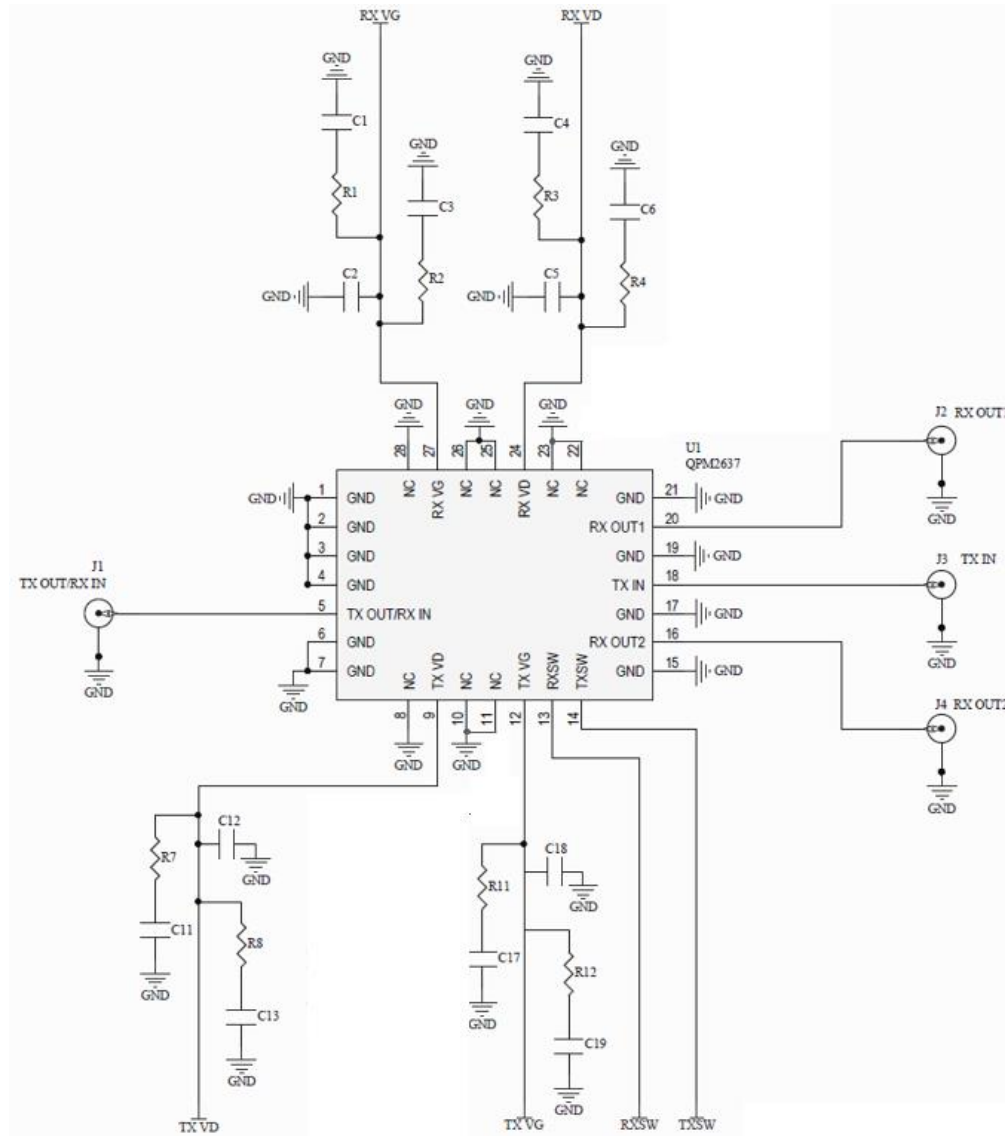 RX VG
RX VD
GND
GND
C1
C4
GND
GND
R1
C3
R3
C6
C2
R2
C5
R4
GND
GND
GND
GND
GND
J2 RX OUT1
28
27
26
25
24
23
22
U1
QPM2637
NC
RX VG
NC
NC
RX VD
NC
NC
GND
1 GND
GND 21 GND
2 GND
RX OUT1 20
GND
3 GND
GND 19 GND
J3 TX IN
J1
TX OUT/RX IN
4 GND
TX IN 18
5 TX OUT/RX IN
GND 17 GND
6 GND
RX OUT2 16
GND
7 GND
GND 15 GND
NC
TX VD
NC
NC
TX VG
RXSW
TXSW
J4 RX OUT2
GND
GND
8
9
10
11
12
13
14
GND
GND
GND
C12
R7
GND
C11
R8
GND
C13
GND
C18
R11
GND
C17
R12
GND
C19
GND
TX VD
TX VG
RXSW
TXSW